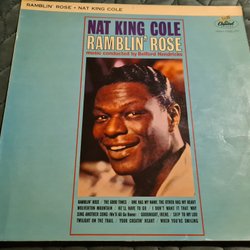 RAMBLIN' ROSE • NAT KING COLE
Capitol
NAT KING COLE
RAMBLIN' ROSE
music conducted by Belford Hendricks
RAMBLIN' ROSE / THE GOOD TIMES / ONE HAS MY NAME, THE OTHER HAS MY HEART
WOLVERTON MOUNTAIN / HE'LL HAVE TO GO / I DON'T WANT IT THAT WAY
SING ANOTHER SONG (We'll All Go Home) / GOODNIGHT, IRENE / SKIP TO MY LOU
TWILIGHT ON THE TRAIL / YOUR CHEATIN' HEART / WHEN YOU'RE SMILING